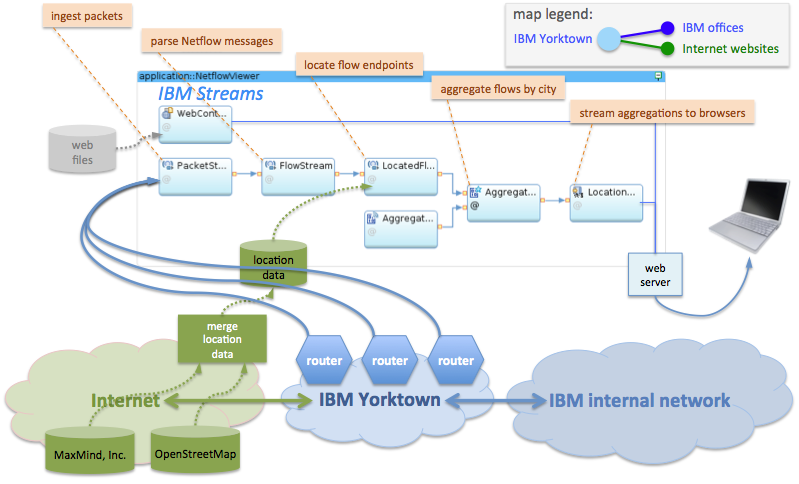 ingest packets
parse Netflow messages
locate flow endpoints
aggregate flows by city
stream aggregations to browsers
map legend:
IBM Yorktown
IBM offices
Internet websites
application::NetflowViewer
IBM Streams
WebCont...
@
web
files
PacketSt...
@
FlowStream
@
LocatedFl...
@
Aggregat...
@
Aggregat...
@
Location...
@
location
data
web
server
merge
location
data
router
router
router
Internet
IBM Yorktown
IBM internal network
MaxMind, Inc.
OpenStreetMap